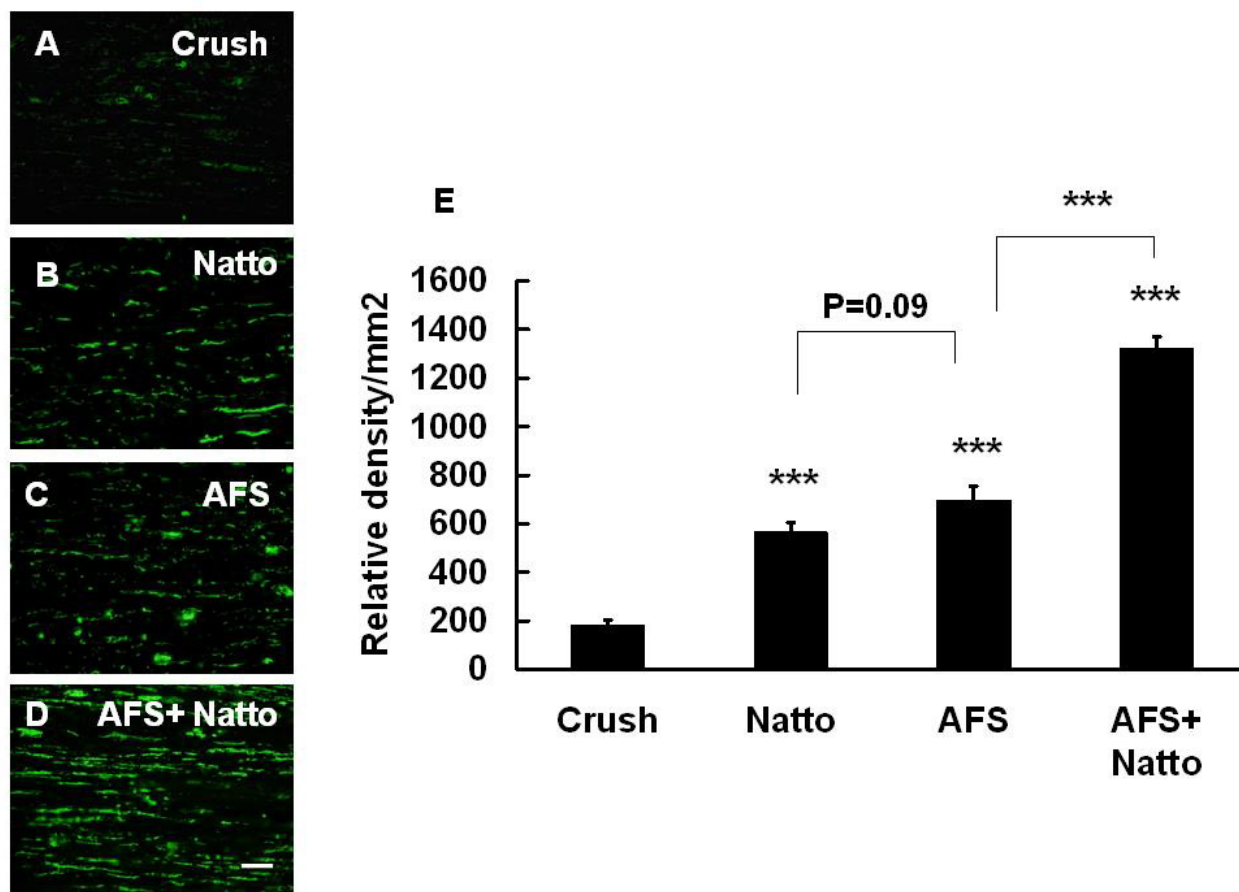 A Crush
B Natto
C AFS
D AFS+ Natto
E
***
P=0.09
***
***
***
Relative density/mm2
1600
1400
1200
1000
800
600
400
200
0
Crush Natto AFS AFS+
Natto